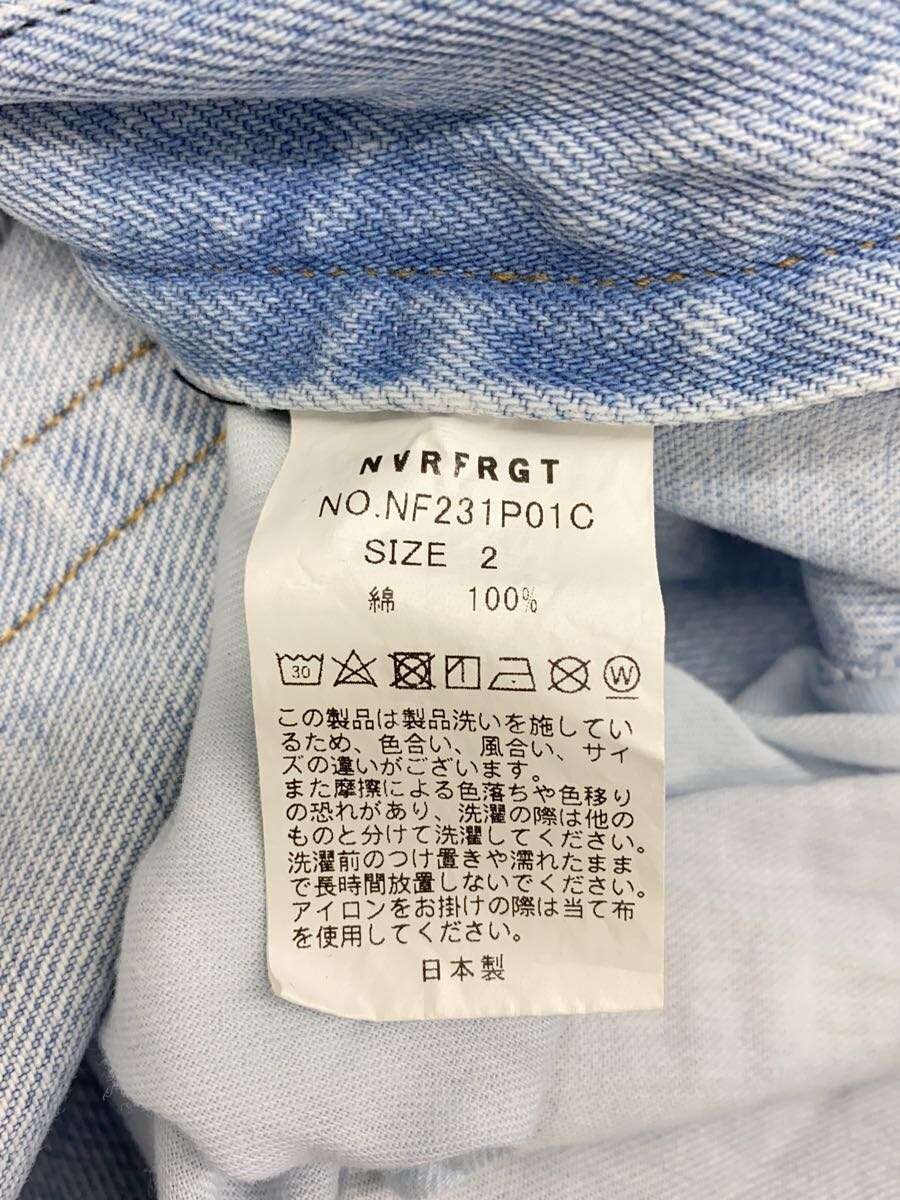 NVRFRGT
NO.NF231P01C
SIZE 2
綿 100%
30 W
この製品は製品洗いを施してい
るため、色合い、風合い、サイ
ズの違いがございます。
また摩擦による色落ちや色移り
の恐れがあり、洗濯の際は他の
ものと分けて洗濯してください。
洗濯前のつけ置きや濡れたまま
で長時間放置しないでください。
アイロンをお掛けの際は当て布
を使用してください。
日本製